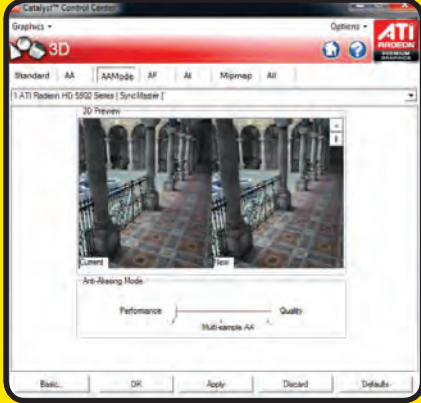 Catalyst™ Control Center
Graphics
Options
ATI
RADEON
PREMIUM
GRAPHICS
3D
Standard AA AAMode AF AI Mipmap All
1.ATI Radeon HD 5900 Series [ SyncMaster ]
3D Preview
Current
New
Anti-Aliasing Mode
Performance
Quality
Multi-sample AA
Basic... OK Apply Discard Defaults